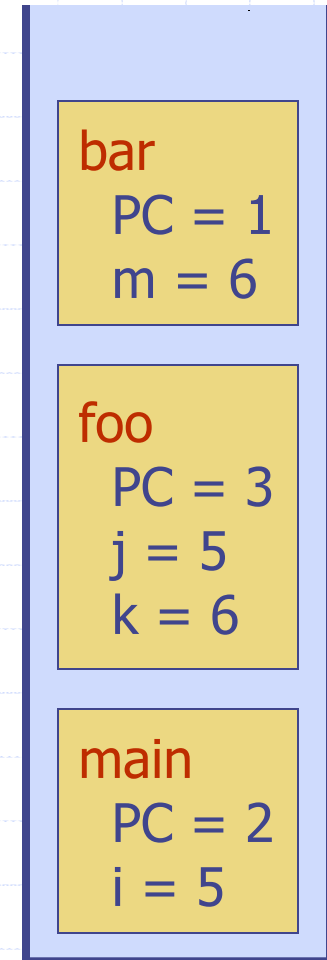 bar
PC = 1
m = 6
foo
PC = 3
j = 5
k = 6
main
PC = 2
i = 5